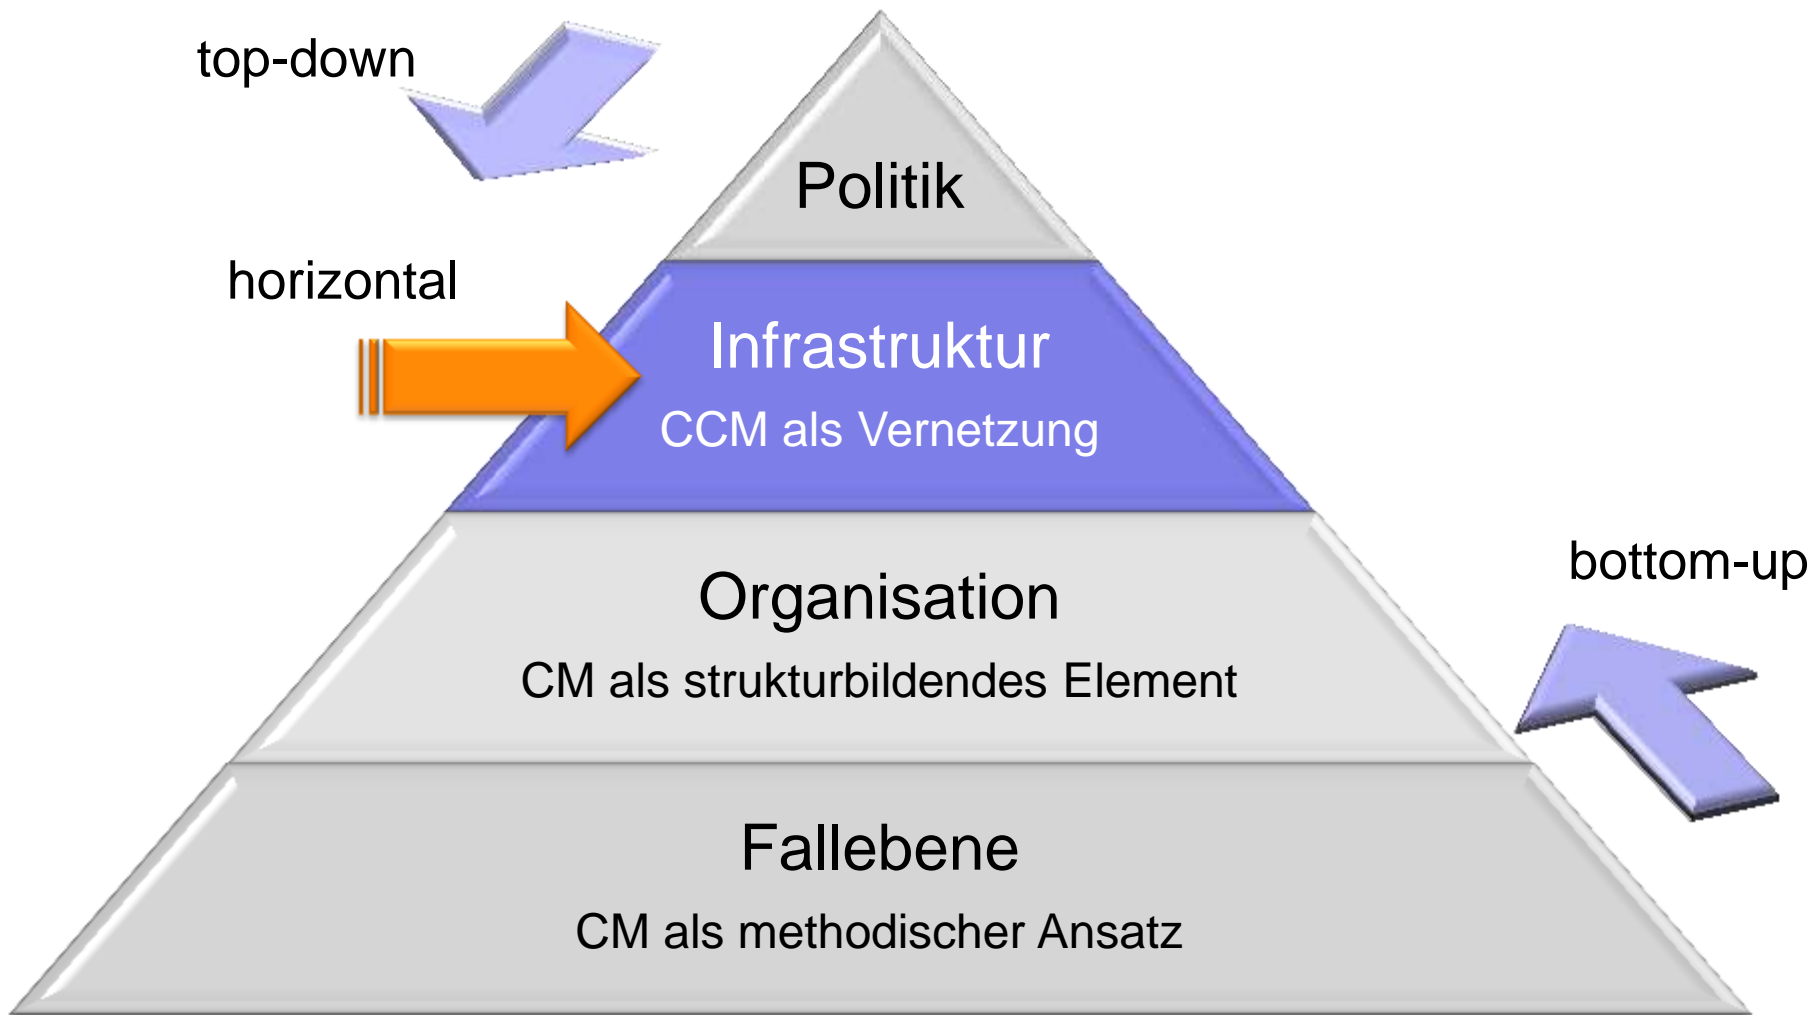 top-down
Politik
horizontal
Infrastruktur
CCM als Vernetzung
bottom-up
Organisation
CM als strukturbildendes Element
Fallebene
CM als methodischer Ansatz